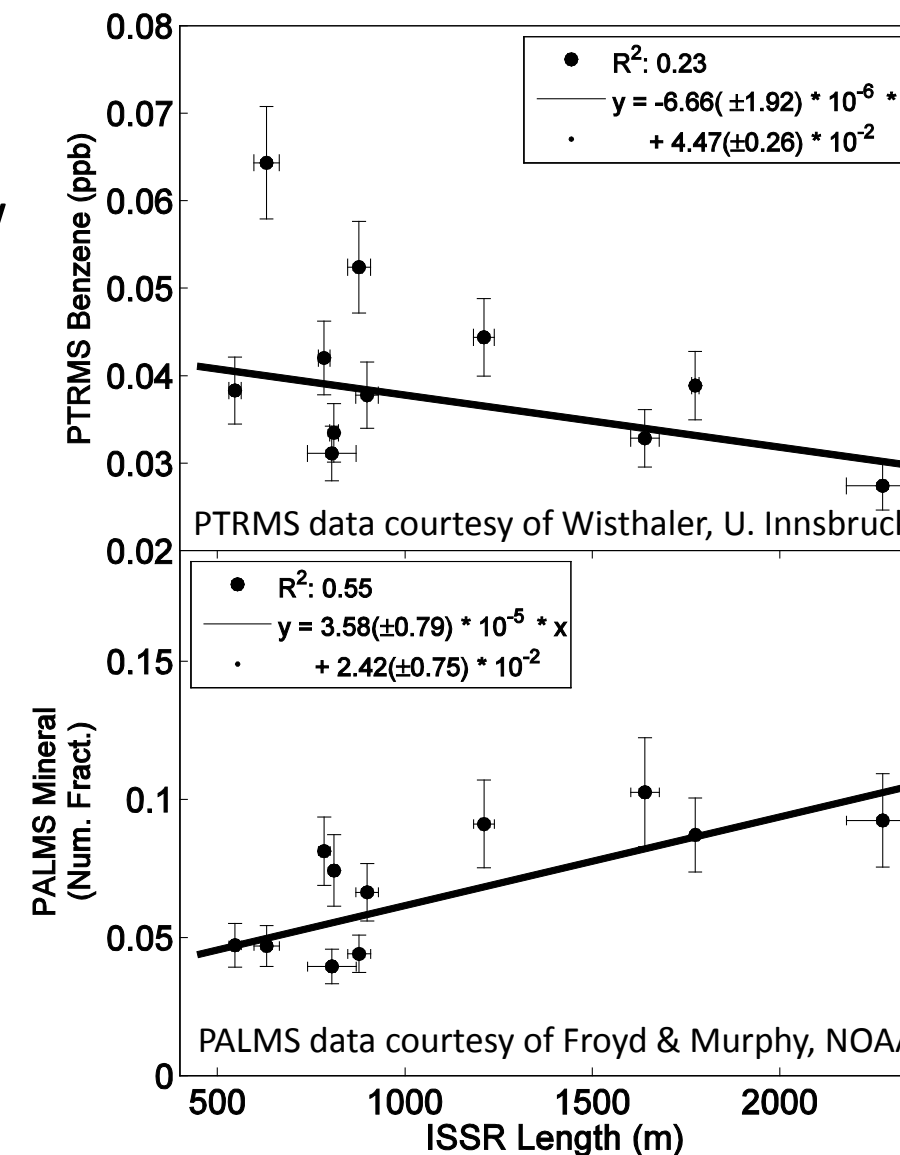 0.08
R²: 0.23
y = -6.66( ±1.92) * 10⁻⁶ *
+ 4.47(±0.26) * 10⁻²
0.07
0.06
0.05
0.04
0.03
0.02
PTRMS Benzene (ppb)
PTRMS data courtesy of Wisthaler, U. Innsbruc
R²: 0.55
y = 3.58(±0.79) * 10⁻⁵ * x
+ 2.42(±0.75) * 10⁻²
0.15
0.1
0.05
0
PALMS Mineral
(Num. Fract.)
PALMS data courtesy of Froyd & Murphy, NOA
500 1000 1500 2000
ISSR Length (m)